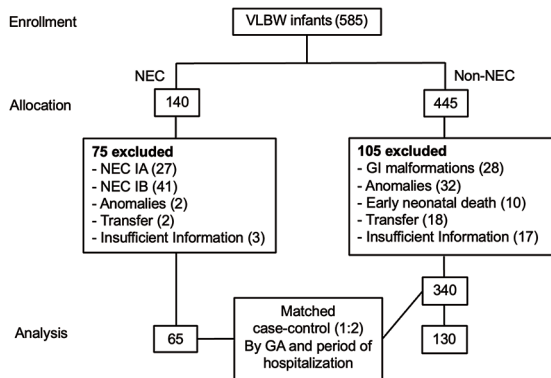 Enrollment
VLBW infants (585)
NEC
Non-NEC
Allocation
140
445
75 excluded
- NEC IA (27)
- NEC IB (41)
- Anomalies (2)
- Transfer (2)
- Insufficient Information (3)
105 excluded
- GI malformations (28)
- Anomalies (32)
- Early neonatal death (10)
- Transfer (18)
- Insufficient Information (17)
340
Analysis
65
Matched
case-control (1:2)
By GA and period of
hospitalization
130